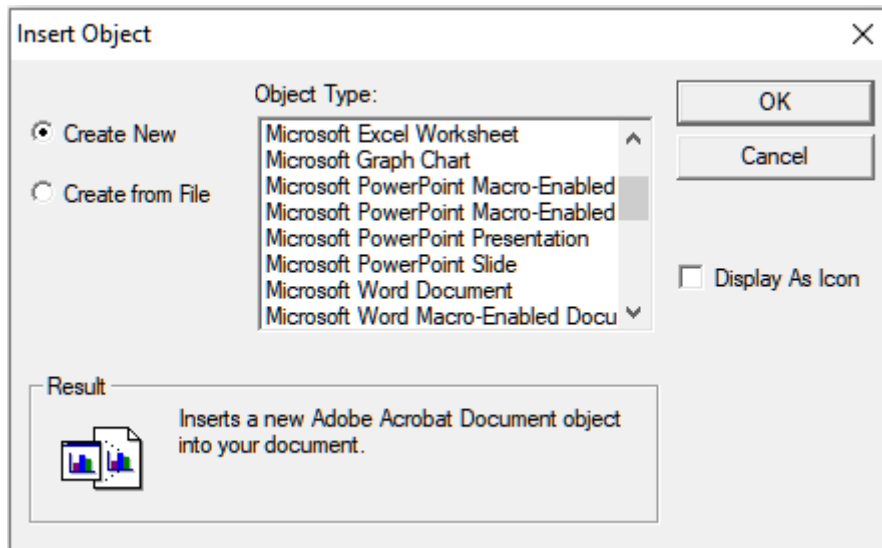 Insert Object
Object Type:
Create New
Create from File
Microsoft Excel Worksheet
Microsoft Graph Chart
Microsoft PowerPoint Macro-Enabled
Microsoft PowerPoint Macro-Enabled
Microsoft PowerPoint Presentation
Microsoft PowerPoint Slide
Microsoft Word Document
Microsoft Word Macro-Enabled Docu
OK
Cancel
Display As Icon
Result
Inserts a new Adobe Acrobat Document object
into your document.